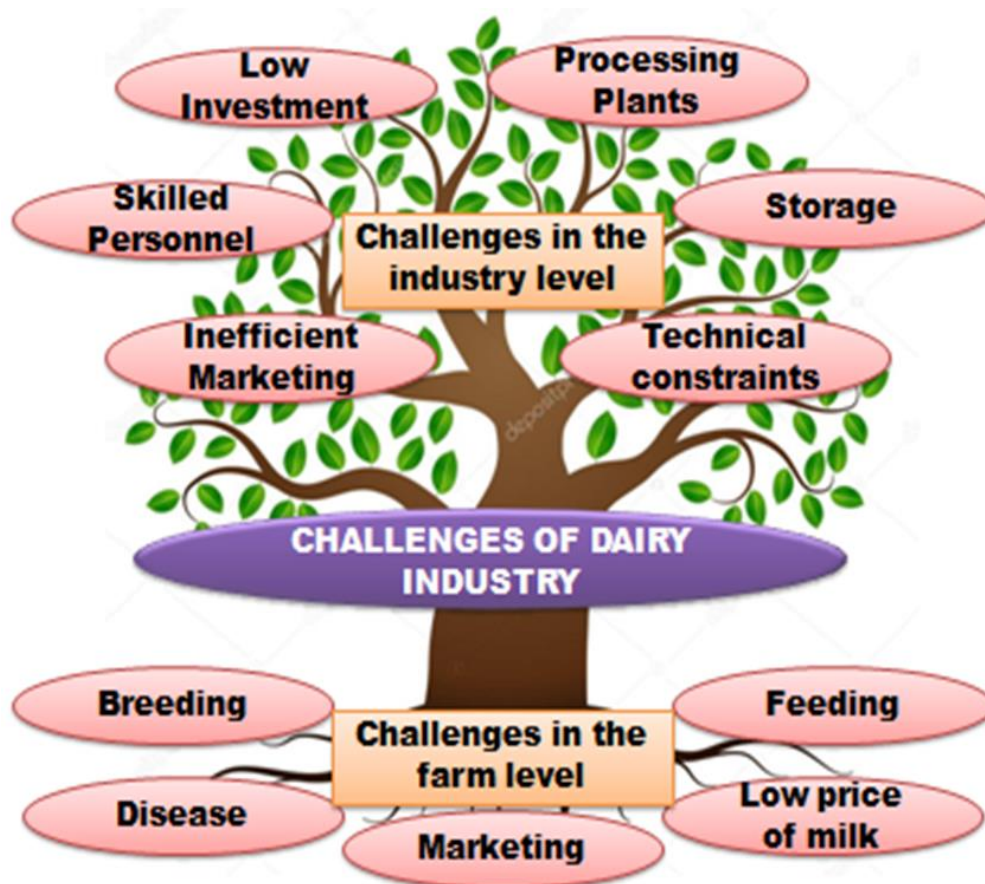 Low
Investment
Processing
Plants
Skilled
Personnel
Storage
Challenges in the
industry level
Inefficient
Marketing
Technical
constraints
CHALLENGES OF DAIRY
INDUSTRY
Breeding
Feeding
Challenges in the
farm level
Disease
Low price
of milk
Marketing